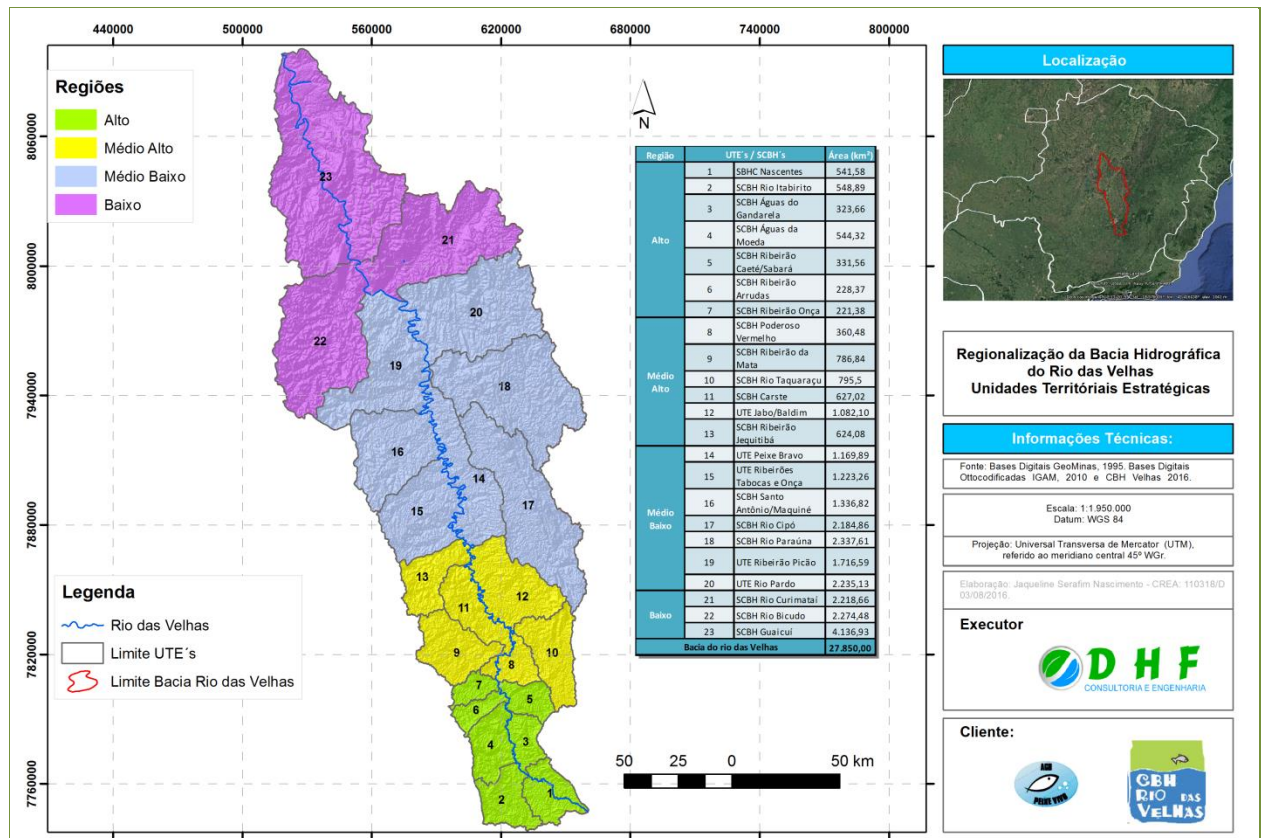 440000
500000
560000
620000
680000
740000
800000
Regiões
Alto
Médio Alto
Médio Baixo
Baixo
8060000
8000000
7940000
7880000
7820000
7760000
N
23
21
22
20
19
18
16
14
17
15
13
12
11
10
9
8
7
5
6
4
3
2
1
Legenda
Rio das Velhas
Limite UTE´s
Limite Bacia Rio das Velhas
Região UTE´s / SCBH´s Área (km²)
Alto
1 SBHC Nascentes 541,58
2 SCBH Rio Itabirito 548,89
3 SCBH Águas do Gandarela 323,66
4 SCBH Águas da Moeda 544,32
5 SCBH Ribeirão Caeté/Sabará 331,56
6 SCBH Ribeirão Arrudas 228,37
7 SCBH Ribeirão Onça 221,38
Médio Alto
8 SCBH Poderoso Vermelho 360,48
9 SCBH Ribeirão da Mata 786,84
10 SCBH Rio Taquaraçu 795,5
11 SCBH Carste 627,02
12 UTE Jabo/Baldim 1.082,10
13 SCBH Ribeirão Jequitibá 624,08
Médio Baixo
14 UTE Peixe Bravo 1.169,89
15 UTE Ribeirões Tabocas e Onça 1.223,26
16 SCBH Santo Antônio/Maquiné 1.336,82
17 SCBH Rio Cipó 2.184,86
18 SCBH Rio Paraúna 2.337,61
19 UTE Ribeirão Picão 1.716,59
20 UTE Rio Pardo 2.235,13
Baixo
21 SCBH Rio Curimataí 2.218,66
22 SCBH Rio Bicudo 2.274,48
23 SCBH Guaicuí 4.136,93
Bacia do rio das Velhas 27.850,00
50 25 0 50 km
440000
500000
560000
620000
680000
740000
800000
Localização
Regionalização da Bacia Hidrográfica
do Rio das Velhas
Unidades Territóriais Estratégicas
Informações Técnicas:
Fonte: Bases Digitais GeoMinas, 1995. Bases Digitais
Ottocodificadas IGAM, 2010 e CBH Velhas 2016.
Escala: 1:1.950.000
Datum: WGS 84
Projeção: Universal Transversa de Mercator (UTM),
referido ao meridiano central 45º WGr.
Elaboração: Jaqueline Serafim Nascimento - CREA: 110318/D
03/08/2016.
Executor
DHF
CONSULTORIA E ENGENHARIA
Cliente:
AGB
PEIXE VIVO
CBH
RIO DAS
VELHAS